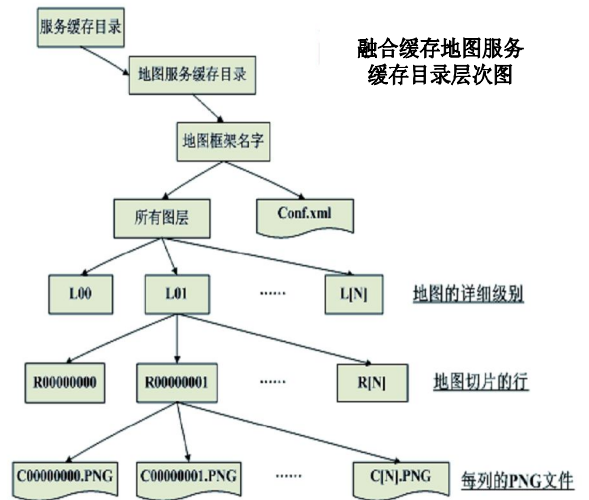 服务缓存目录
融合缓存地图服务
缓存目录层次图
地图服务缓存目录
地图框架名字
所有图层
Conf.xml
L00
L01
......
L[N]
地图的详细级别
R00000000
R00000001
......
R[N]
地图切片的行
C00000000.PNG
C00000001.PNG
......
C[N].PNG
每列的PNG文件